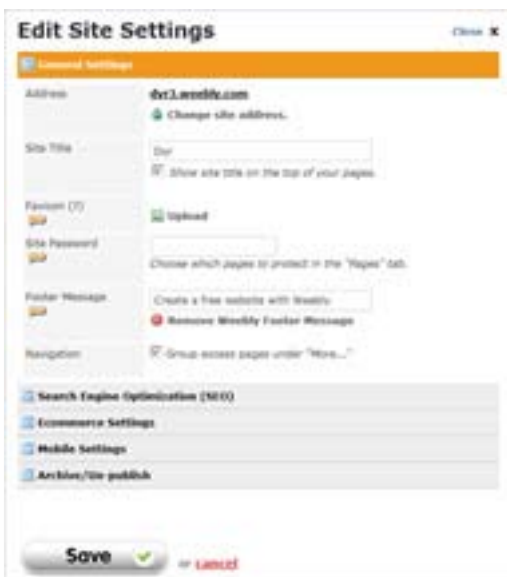 Edit Site Settings
Close X
General Settings
Address
dvr1.weebly.com
Change site address.
Site Title
Dvr
Show site title on the top of your pages.
Favicon (?)
Upload
Site Password
Choose which pages to protect in the "Pages" tab.
Footer Message
Create a free website with Weebly
Remove Weebly Footer Message
Navigation
Group excess pages under "More..."
Search Engine Optimization (SEO)
Ecommerce Settings
Mobile Settings
Archive/Un-publish
Save
or cancel